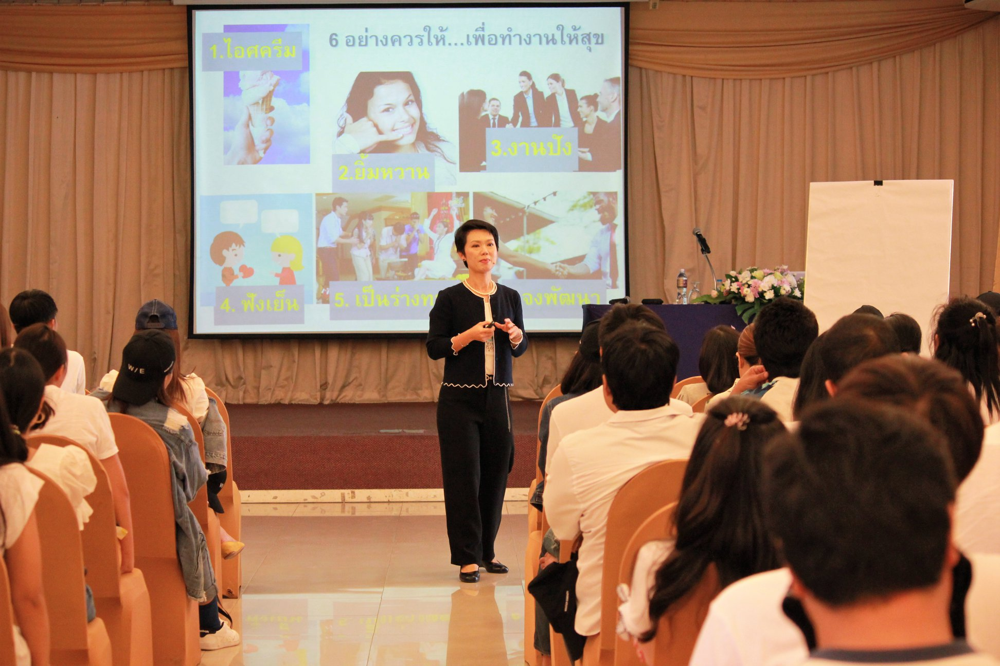 6 อย่างควรให้...เพื่อทำงานให้สุข
1.ไอศครีม
2.ยิ้มหวาน
3.งานปัง
4. ฟังเย็น
5. เป็นร่างท
จงพัฒนา
W/E